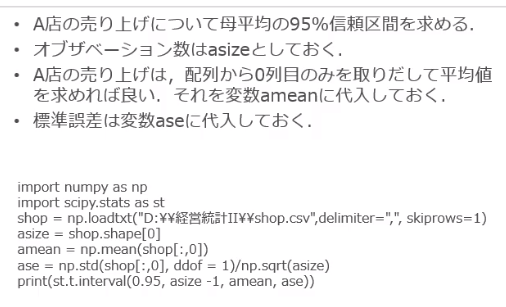 • A店の売り上げについて母平均の95%信頼区間を求める.
• オブザベーション数はasizeとしておく.
• A店の売り上げは，配列から0列目のみを取りだして平均値
を求めれば良い．それを変数ameanに代入しておく.
• 標準誤差は変数aseに代入しておく.
import numpy as np
import scipy.stats as st
shop = np.loadtxt("D:¥¥経営統計II¥¥shop.csv",delimiter=",", skiprows=1)
asize = shop.shape[0]
amean = np.mean(shop[:,0])
ase = np.std(shop[:,0], ddof = 1)/np.sqrt(asize)
print(st.t.interval(0.95, asize -1, amean, ase))